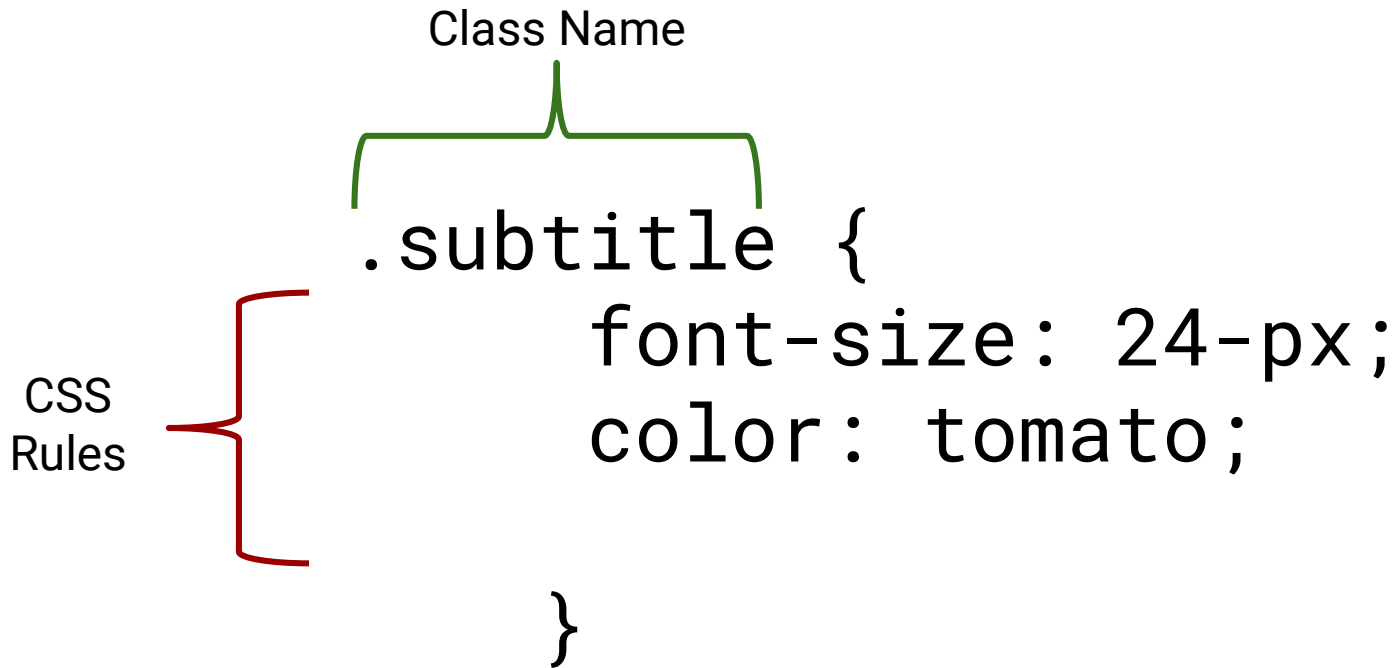 Class Name
.subtitle {
font-size: 24-px;
color: tomato;
CSS
Rules
}